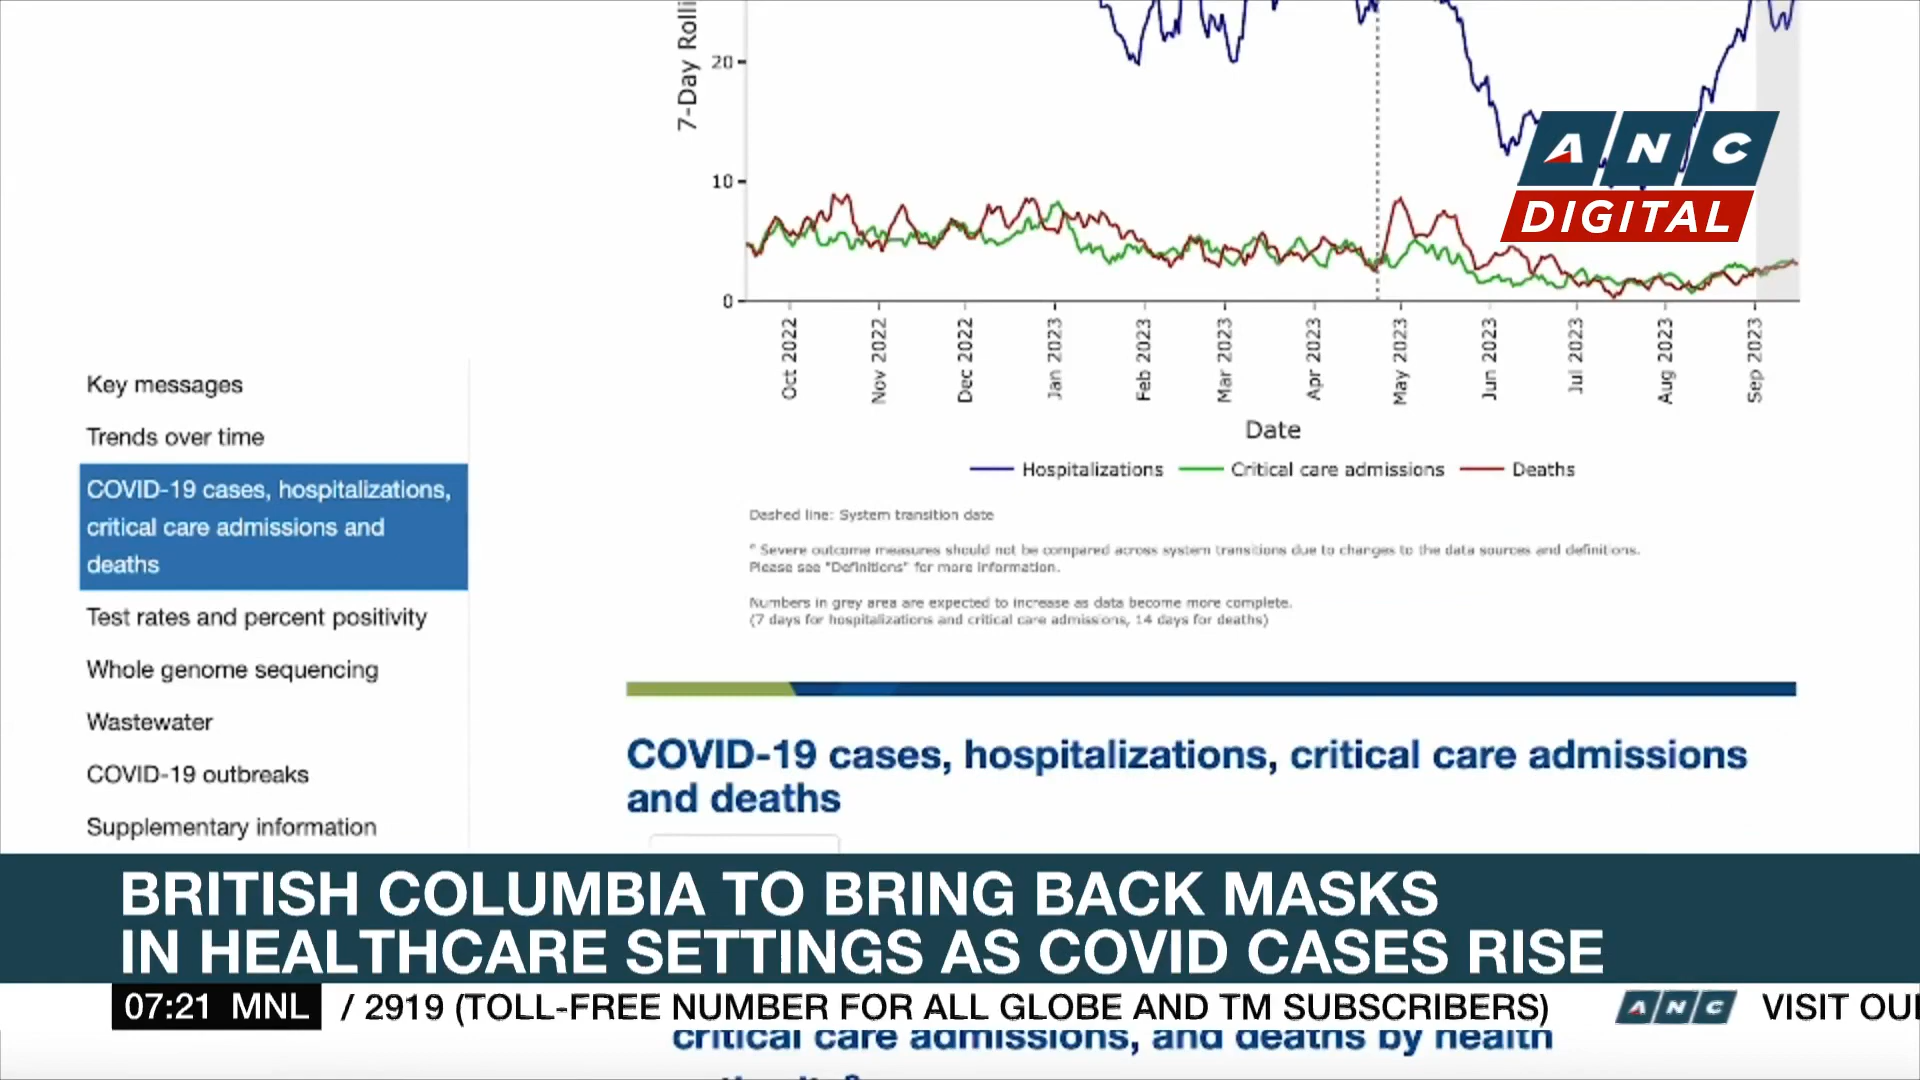 7-Day Rolli
20
10
0
Oct 2022
Nov 2022
Dec 2022
Jan 2023
Feb 2023
Mar 2023
Apr 2023
May 2023
Jun 2023
Jul 2023
Aug 2023
Sep 2023
Date
Hospitalizations Critical care admissions Deaths
Dashed line: System transition date
* Severe outcome measures should not be compared across system transitions due to changes to the data sources and definitions.
Please see "Definitions" for more information.
Numbers in grey area are expected to increase as data become more complete.
(7 days for hospitalizations and critical care admissions, 14 days for deaths)
ANC
DIGITAL
Key messages
Trends over time
COVID-19 cases, hospitalizations,
critical care admissions and
deaths
Test rates and percent positivity
Whole genome sequencing
Wastewater
COVID-19 outbreaks
Supplementary information
COVID-19 cases, hospitalizations, critical care admissions
and deaths
BRITISH COLUMBIA TO BRING BACK MASKS
IN HEALTHCARE SETTINGS AS COVID CASES RISE
07:21 MNL / 2919 (TOLL-FREE NUMBER FOR ALL GLOBE AND TM SUBSCRIBERS) ANC VISIT OU
critical care admissions, and deaths by health